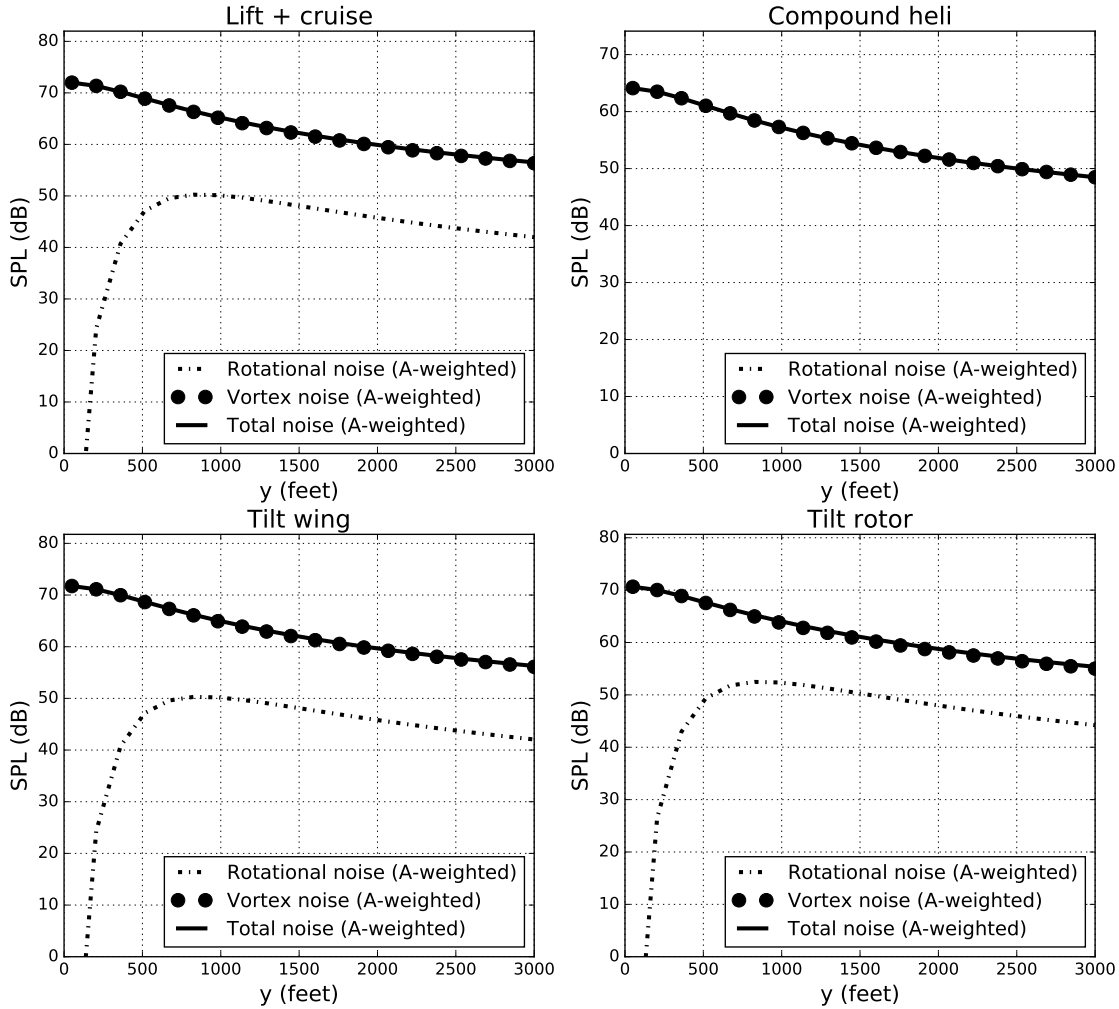 Lift + cruise
80
70
60
50
40
30
20
10
0
SPL (dB)
Rotational noise (A-weighted)
Vortex noise (A-weighted)
Total noise (A-weighted)
0 500 1000 1500 2000 2500 3000
y (feet)
Compound heli
70
60
50
40
30
20
10
0
SPL (dB)
Rotational noise (A-weighted)
Vortex noise (A-weighted)
Total noise (A-weighted)
0 500 1000 1500 2000 2500 3000
y (feet)
Tilt wing
80
70
60
50
40
30
20
10
0
SPL (dB)
Rotational noise (A-weighted)
Vortex noise (A-weighted)
Total noise (A-weighted)
0 500 1000 1500 2000 2500 3000
y (feet)
Tilt rotor
80
70
60
50
40
30
20
10
0
SPL (dB)
Rotational noise (A-weighted)
Vortex noise (A-weighted)
Total noise (A-weighted)
0 500 1000 1500 2000 2500 3000
y (feet)